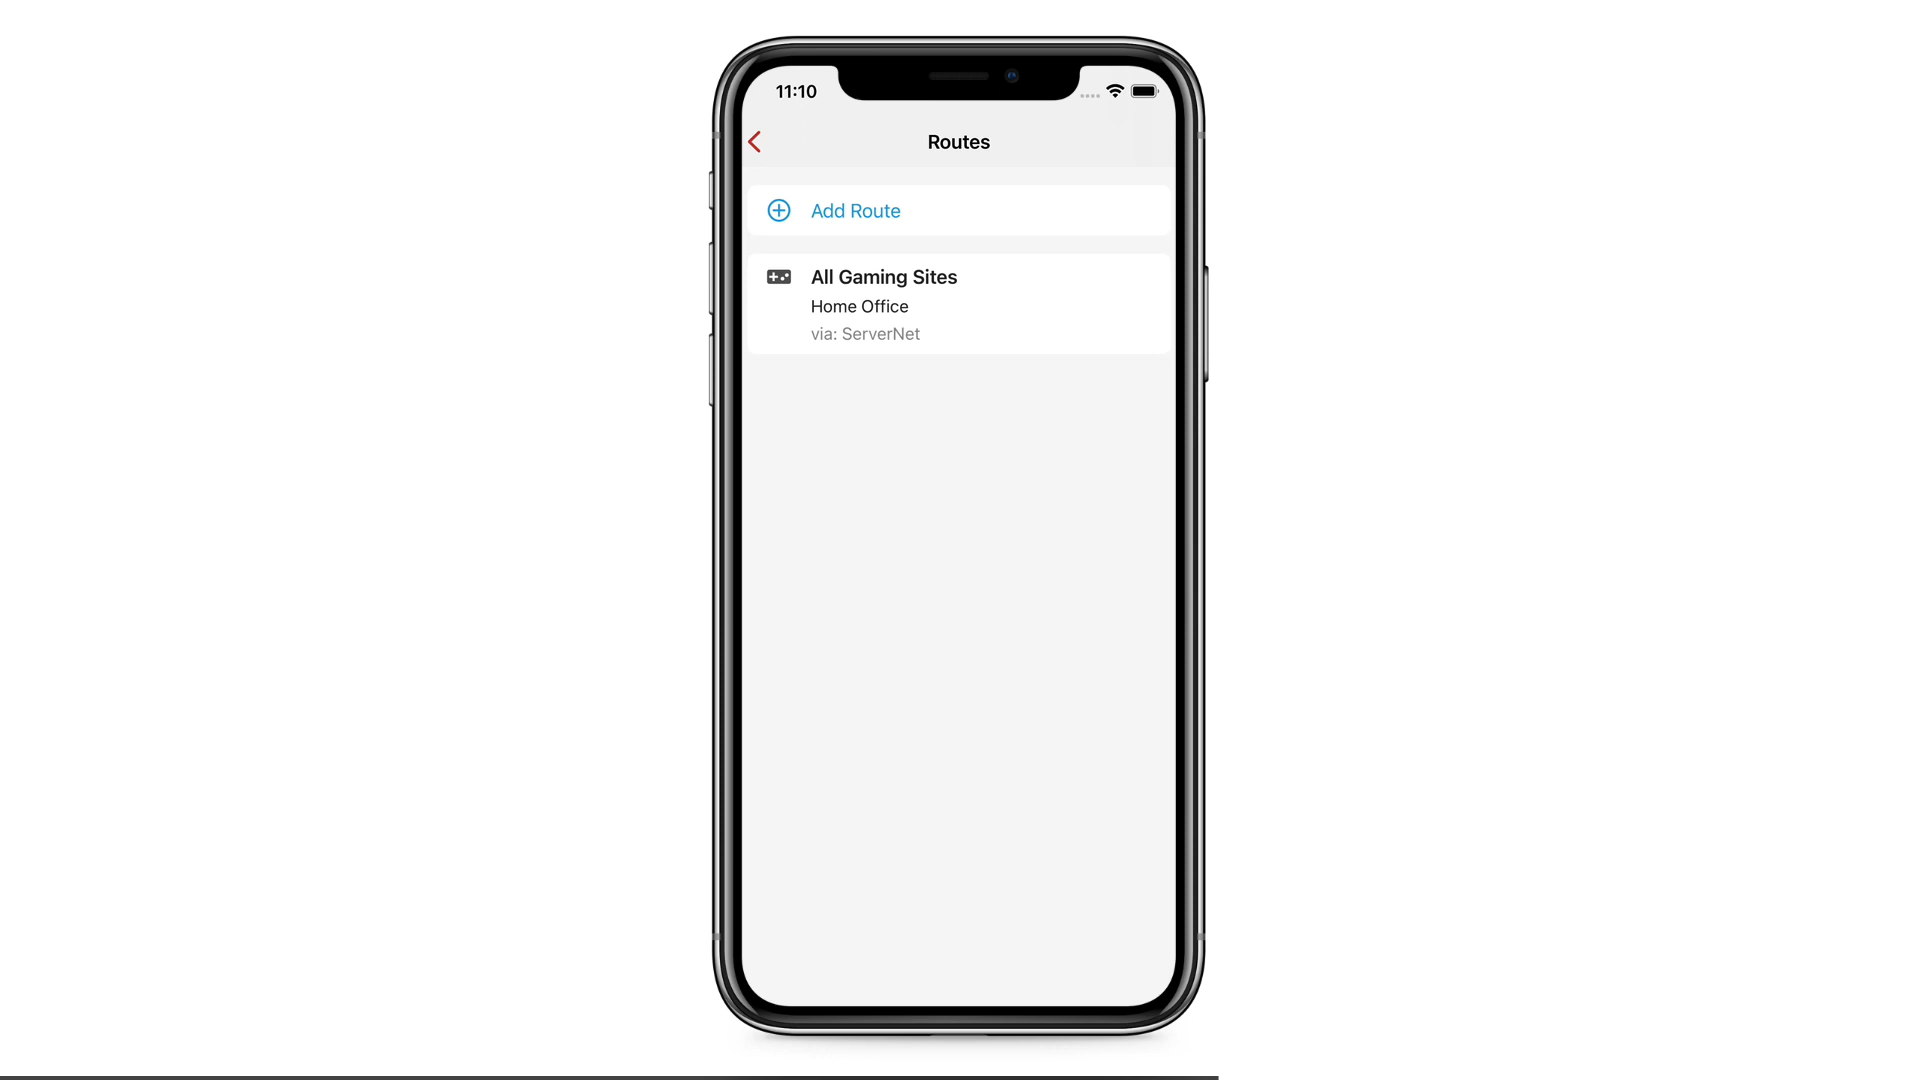 11:10
Routes
Add Route
All Gaming Sites
Home Office
via: ServerNet